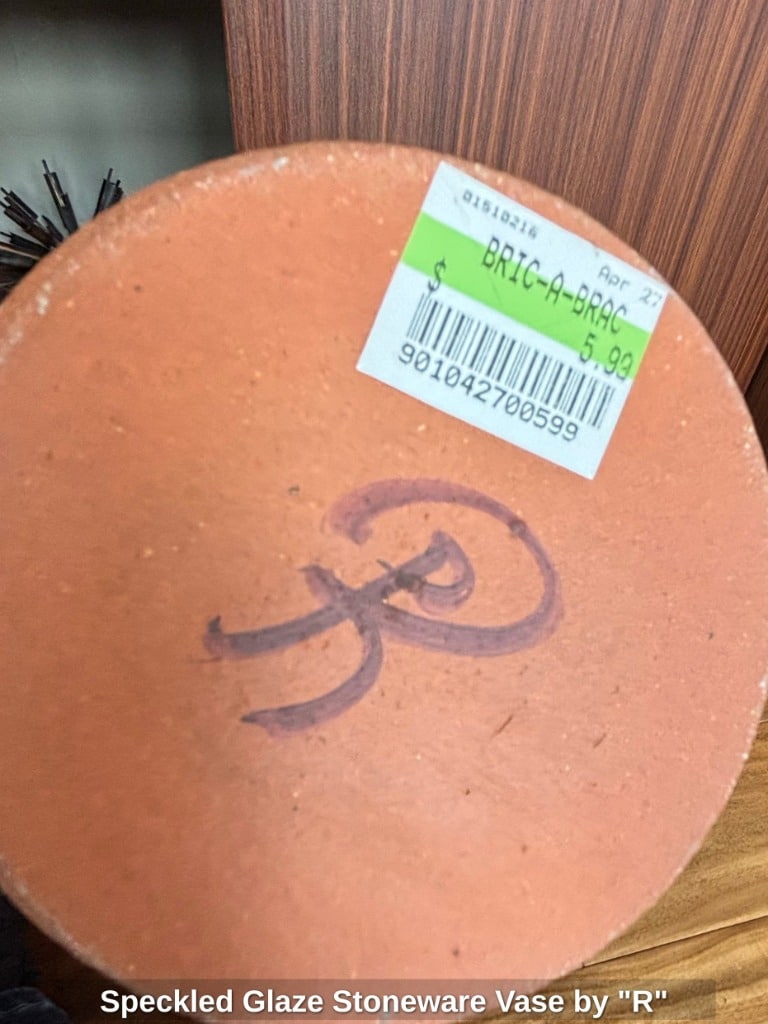 01510216
Apr 27
BRIC-A-BRAC
$ 5.99
901042700599
R
Speckled Glaze Stoneware Vase by "R"